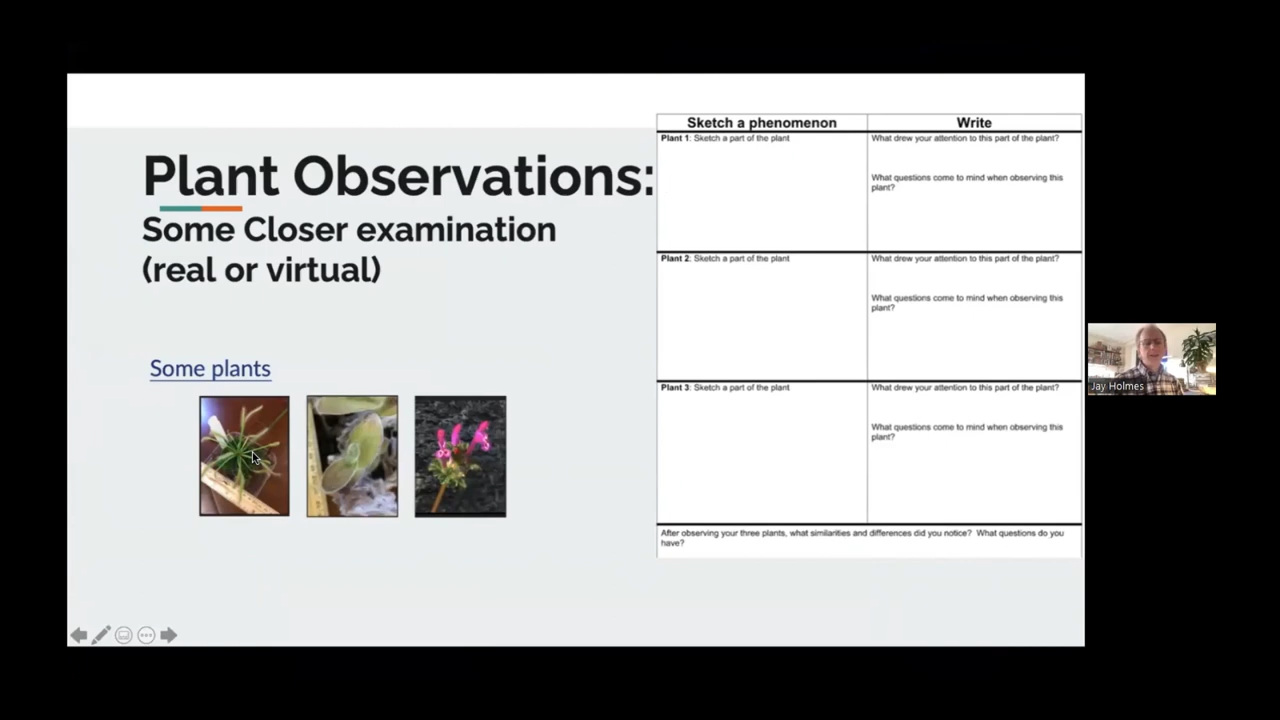 Plant Observations:
Some Closer examination
(real or virtual)
Some plants
Sketch a phenomenon
Write
Plant 1: Sketch a part of the plant
What drew your attention to this part of the plant?
What questions come to mind when observing this
plant?
Plant 2: Sketch a part of the plant
What drew your attention to this part of the plant?
What questions come to mind when observing this
plant?
Plant 3: Sketch a part of the plant
What drew your attention to this part of the plant?
What questions come to mind when observing this
plant?
After observing your three plants, what similarities and differences did you notice? What questions do you
have?
Jay Holmes